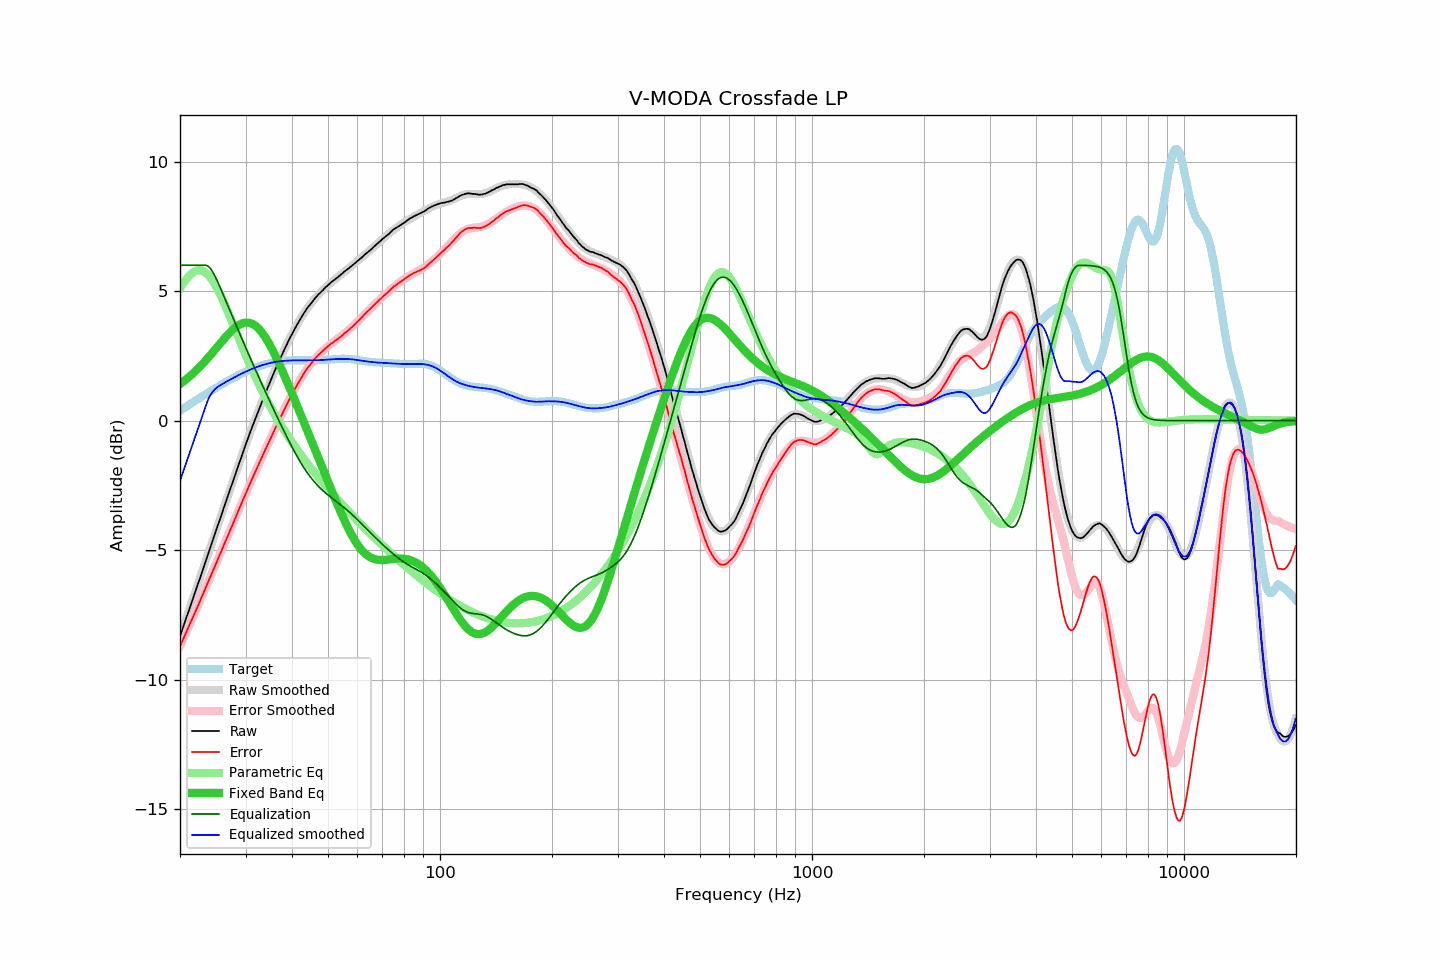 V-MODA Crossfade LP
10
5
0
−5
−10
−15
Amplitude (dBr)
Target
Raw Smoothed
Error Smoothed
Raw
Error
Parametric Eq
Fixed Band Eq
Equalization
Equalized smoothed
100
1000
10000
Frequency (Hz)